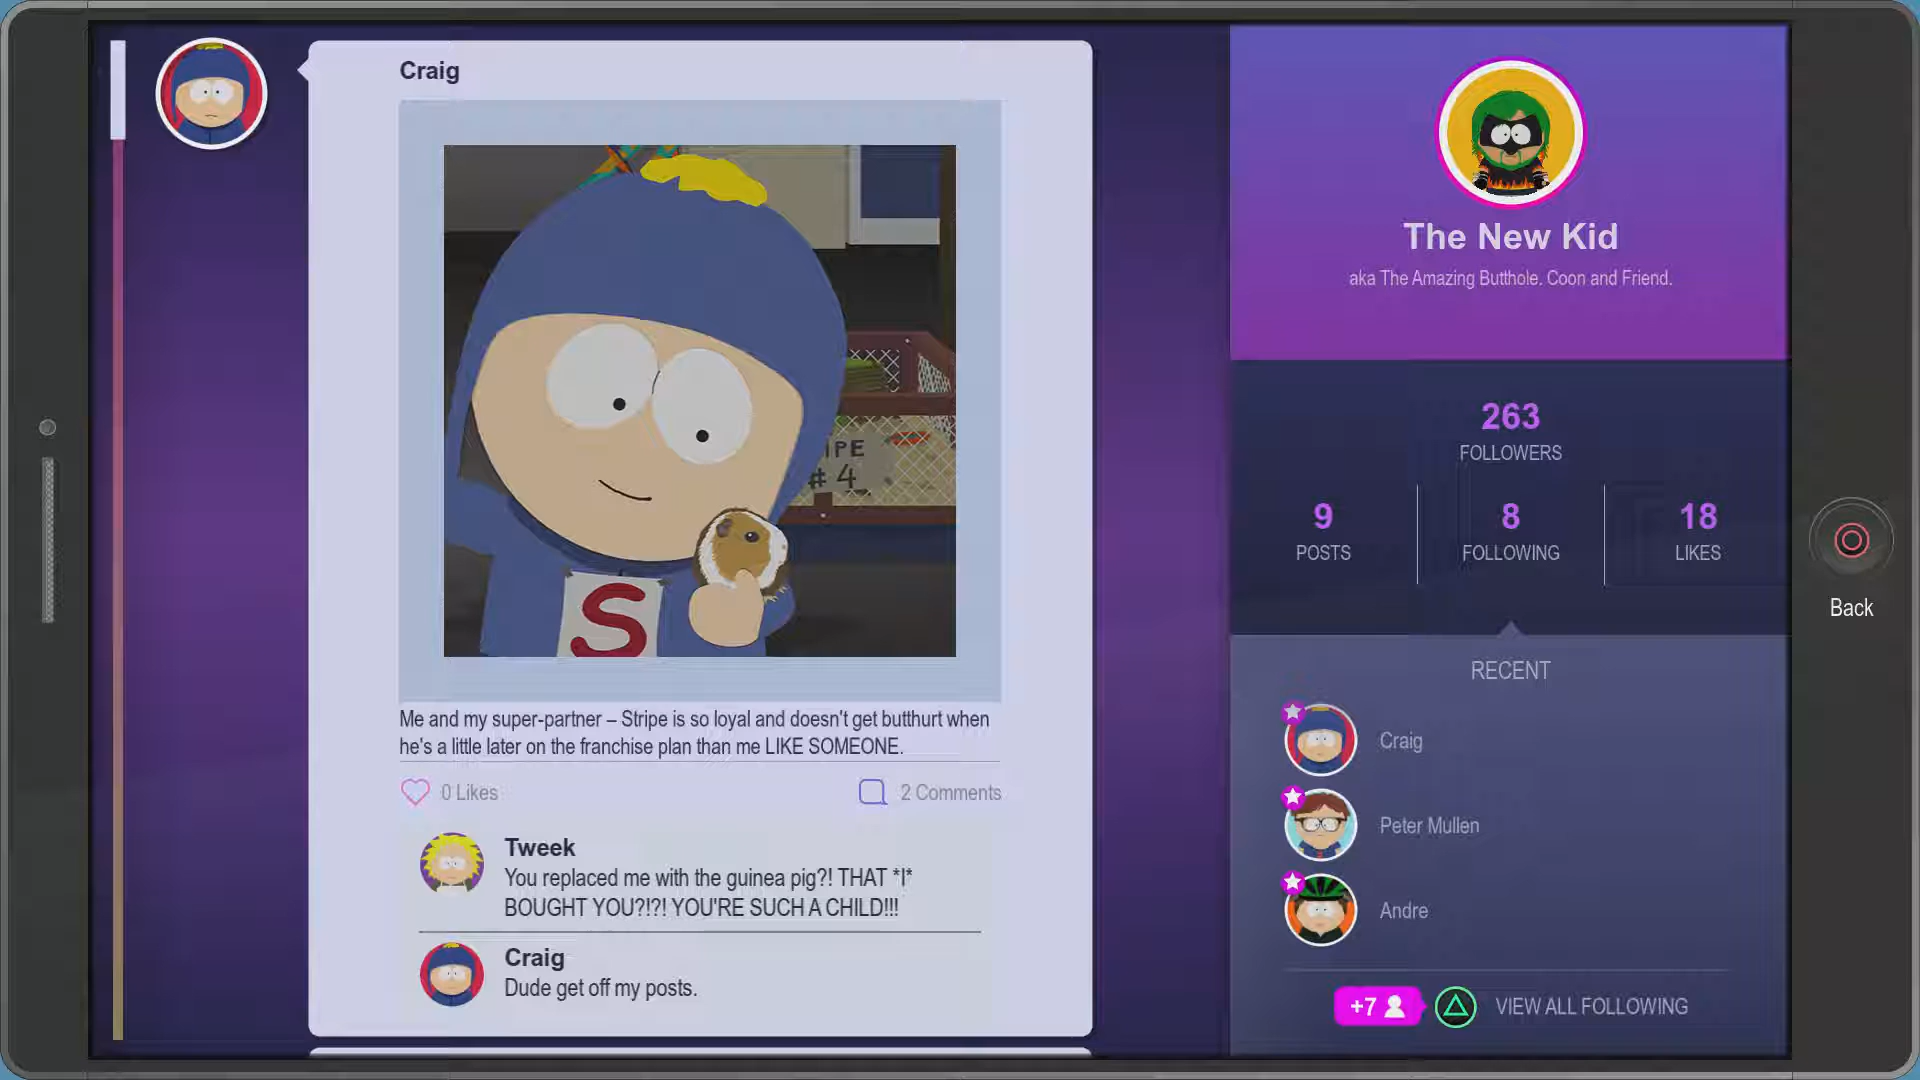 Craig
IPE
# 4
S
Me and my super-partner – Stripe is so loyal and doesn't get butthurt when
he's a little later on the franchise plan than me LIKE SOMEONE.
0 Likes
2 Comments
Tweek
You replaced me with the guinea pig?! THAT *I*
BOUGHT YOU?!?! YOU'RE SUCH A CHILD!!!
Craig
Dude get off my posts.
The New Kid
aka The Amazing Butthole. Coon and Friend.
263
FOLLOWERS
9
POSTS
8
FOLLOWING
18
LIKES
RECENT
Craig
Peter Mullen
Andre
+7
VIEW ALL FOLLOWING
Back